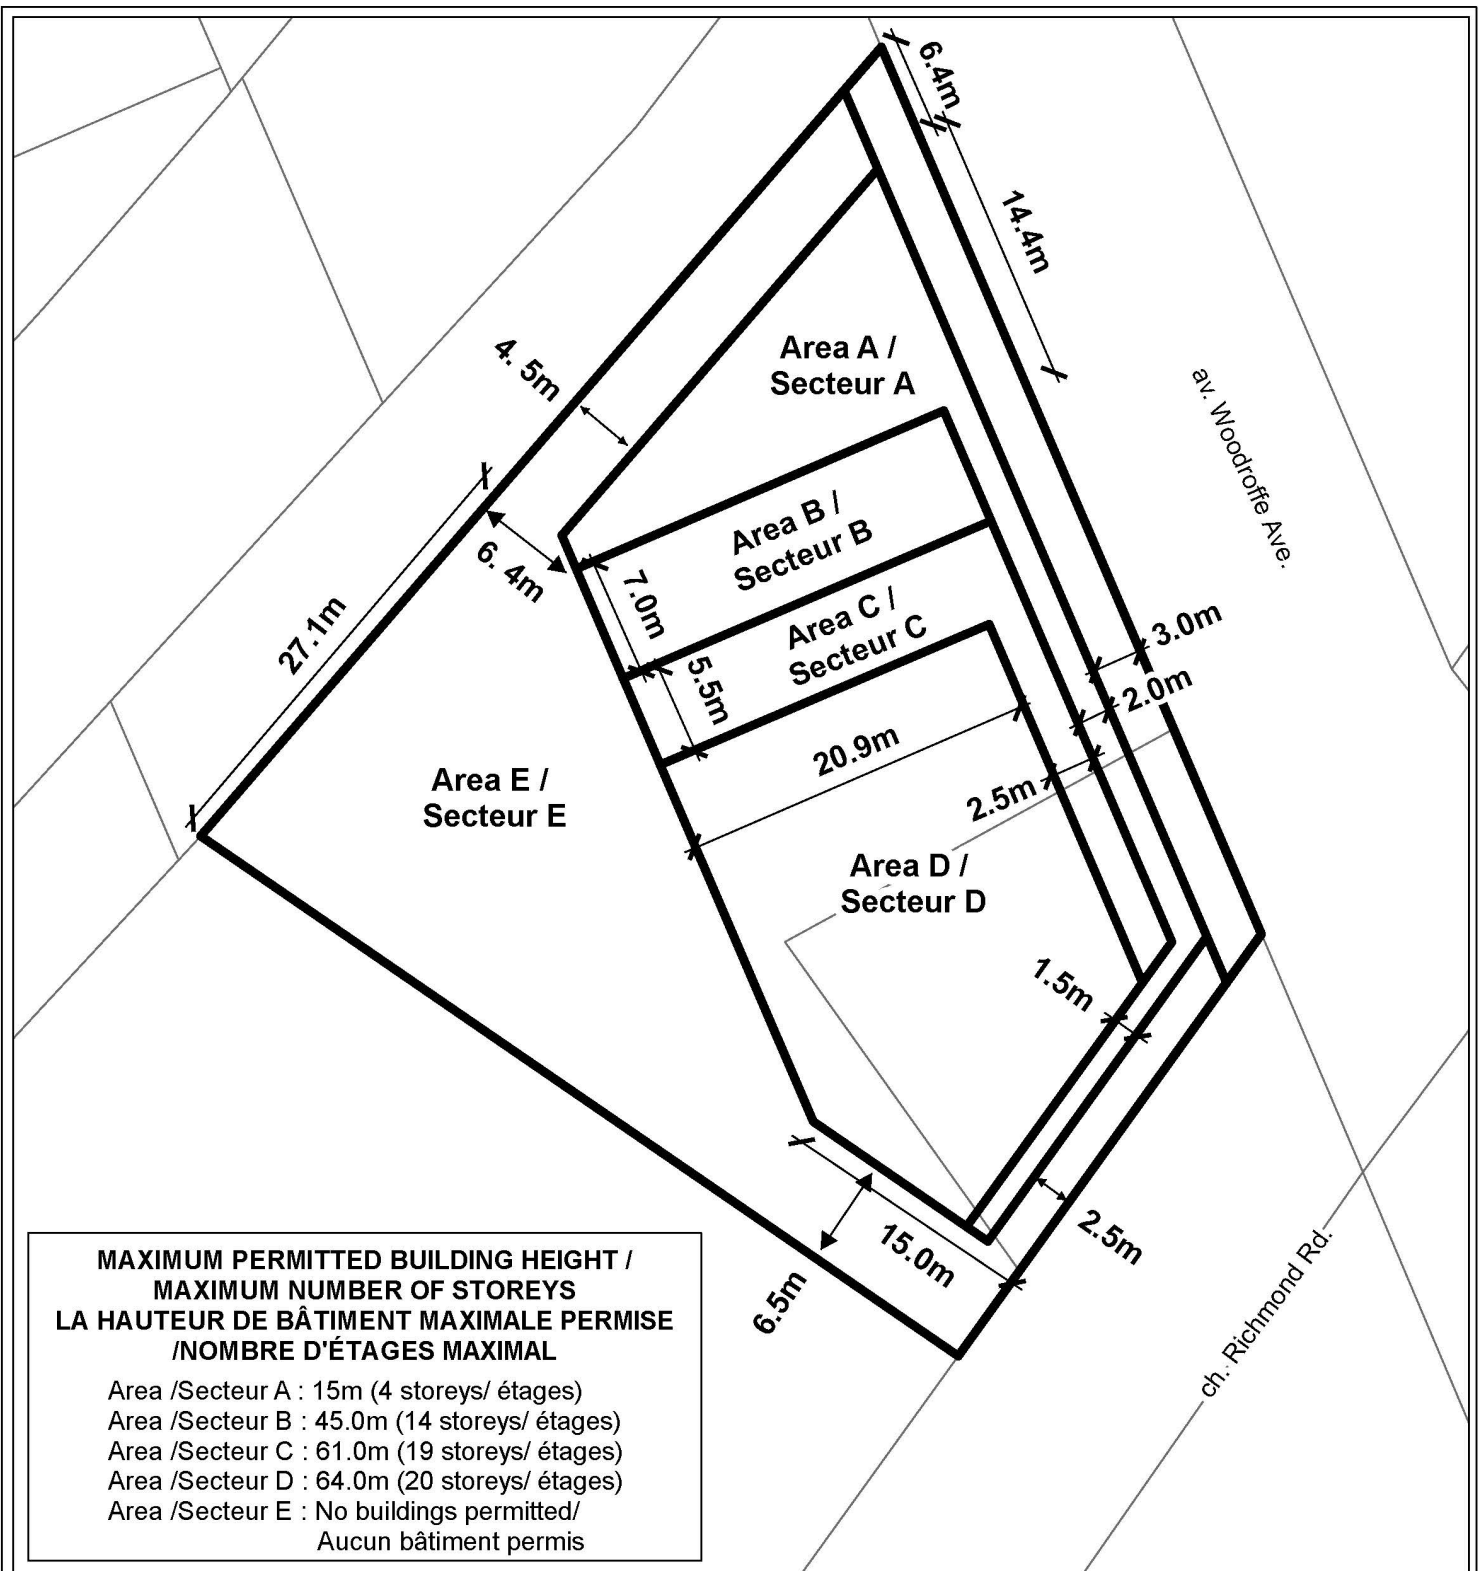 6.4m
14.4m
Area A /
Secteur A
4. 5m
av. Woodroffe Ave.
Area B /
Secteur B
6. 4m
7.0m
27.1m
Area C /
Secteur C
3.0m
5.5m
2.0m
20.9m
Area E /
Secteur E
2.5m
Area D /
Secteur D
1.5m
15.0m
2.5m
6.5m
ch. Richmond Rd.
MAXIMUM PERMITTED BUILDING HEIGHT /
MAXIMUM NUMBER OF STOREYS
LA HAUTEUR DE BÂTIMENT MAXIMALE PERMISE
/NOMBRE D'ÉTAGES MAXIMAL
Area /Secteur A : 15m (4 storeys/ étages)
Area /Secteur B : 45.0m (14 storeys/ étages)
Area /Secteur C : 61.0m (19 storeys/ étages)
Area /Secteur D : 64.0m (20 storeys/ étages)
Area /Secteur E : No buildings permitted/
Aucun bâtiment permis